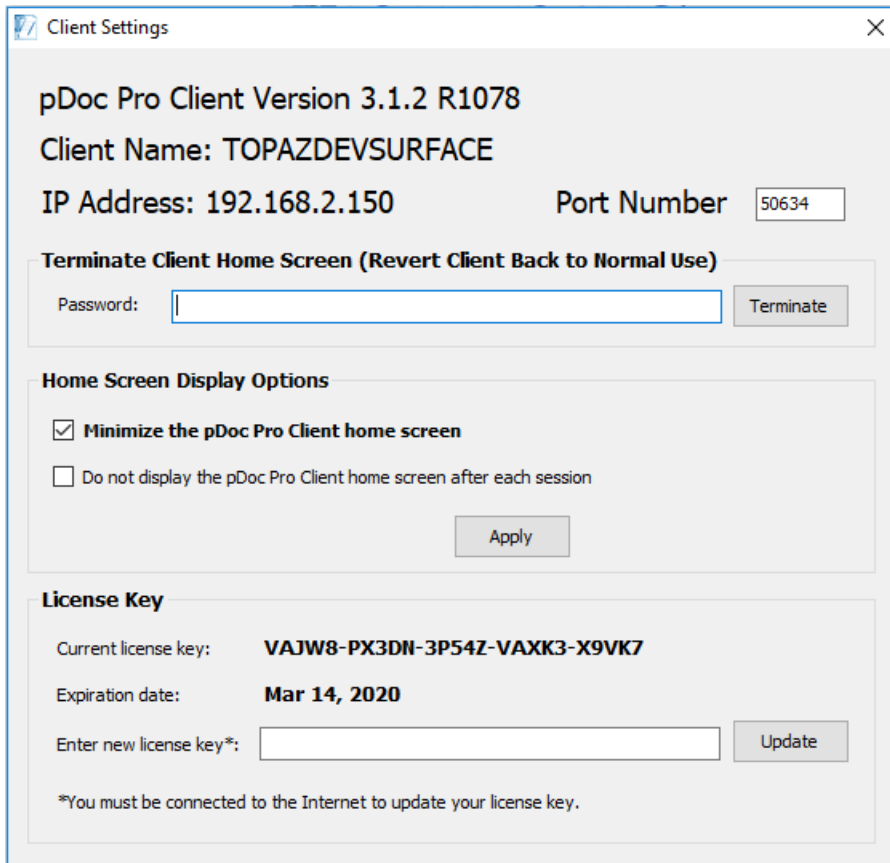 Client Settings
pDoc Pro Client Version 3.1.2 R1078
Client Name: TOPAZDEVSURFACE
IP Address: 192.168.2.150 Port Number 50634
Terminate Client Home Screen (Revert Client Back to Normal Use)
Password: Terminate
Home Screen Display Options
Minimize the pDoc Pro Client home screen
Do not display the pDoc Pro Client home screen after each session
Apply
License Key
Current license key: VAJW8-PX3DN-3P54Z-VAXK3-X9VK7
Expiration date: Mar 14, 2020
Enter new license key*: Update
*You must be connected to the Internet to update your license key.